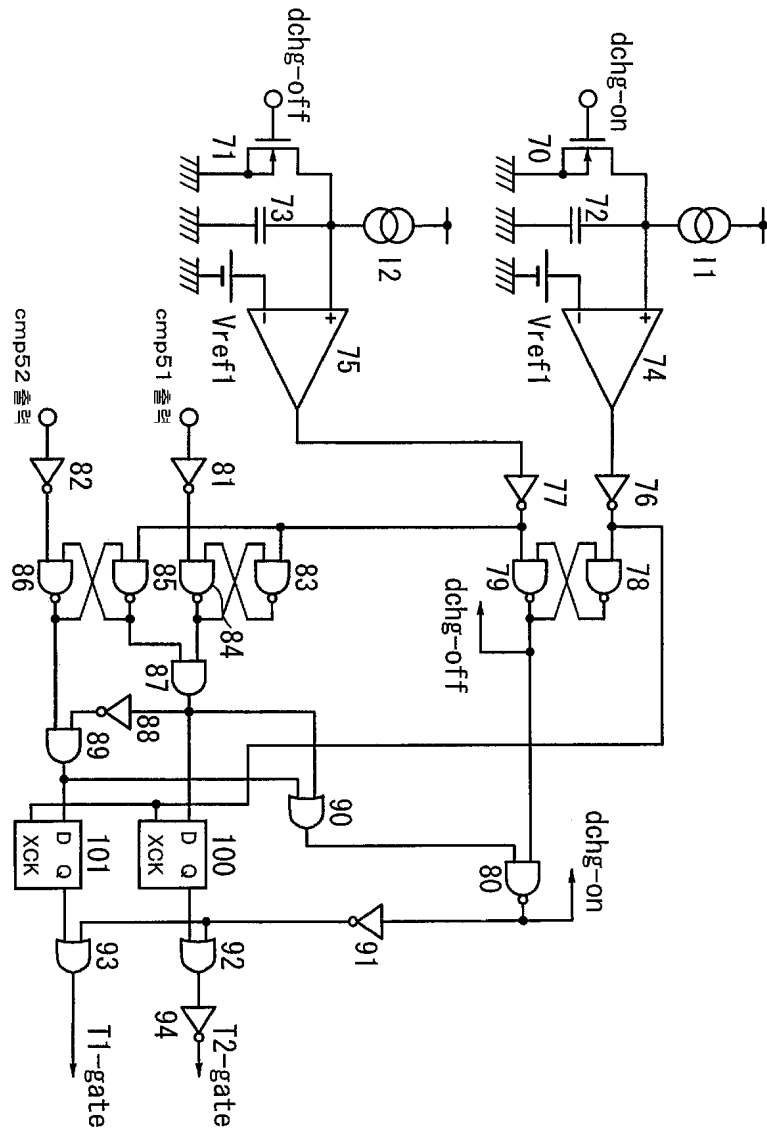 I1
dchg-on
70
72
+
-
74
76
78
Vref1
dchg-on
77
79
80
dchg-off
I2
dchg-off
71
73
+
-
75
Vref1
83
90
91
84
T2-gate
100
D Q
XCK
92
94
cmp51 출력
81
85
87
88
T1-gate
101
D Q
XCK
93
89
cmp52 출력
82
86